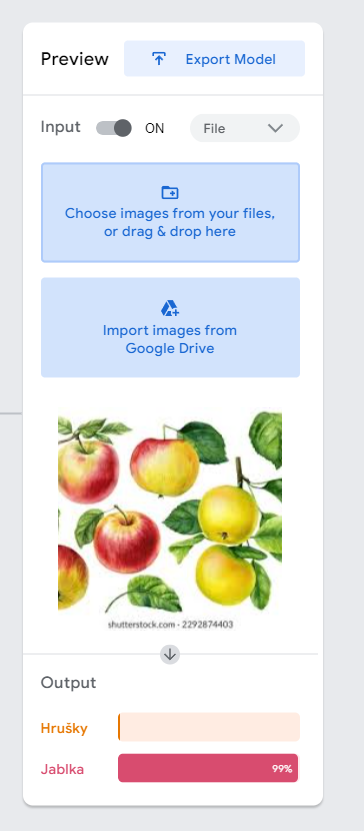 Preview
Export Model
Input
ON
File
Choose images from your files,
or drag & drop here
Import images from
Google Drive
shutterstock.com · 2292874403
Output
Hrušky
Jablka
99%